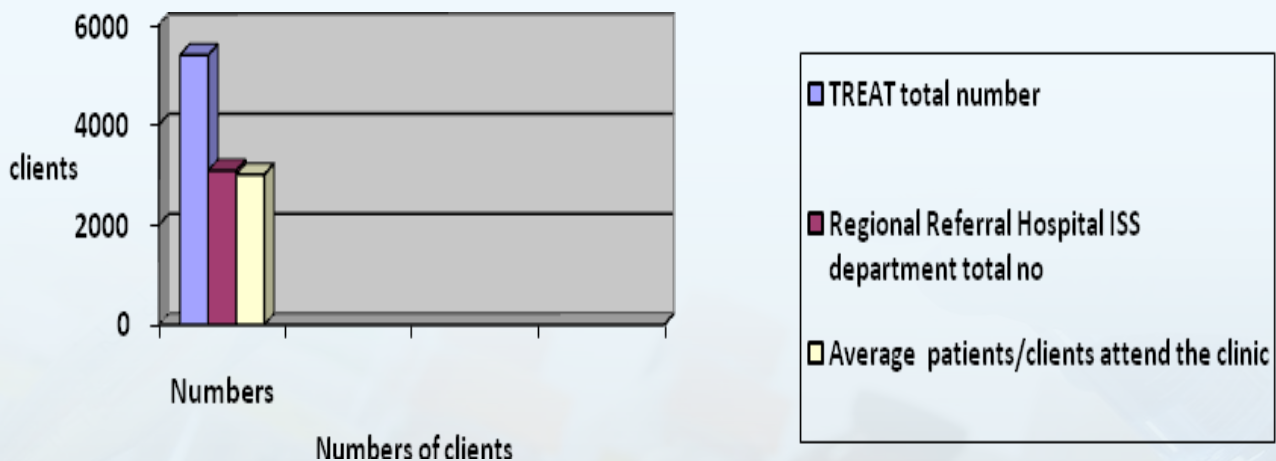 6000
4000
clients
2000
0
Numbers
Numbers of clients
TREAT total number
Regional Referral Hospital ISS
department total no
Average patients/clients attend the clinic